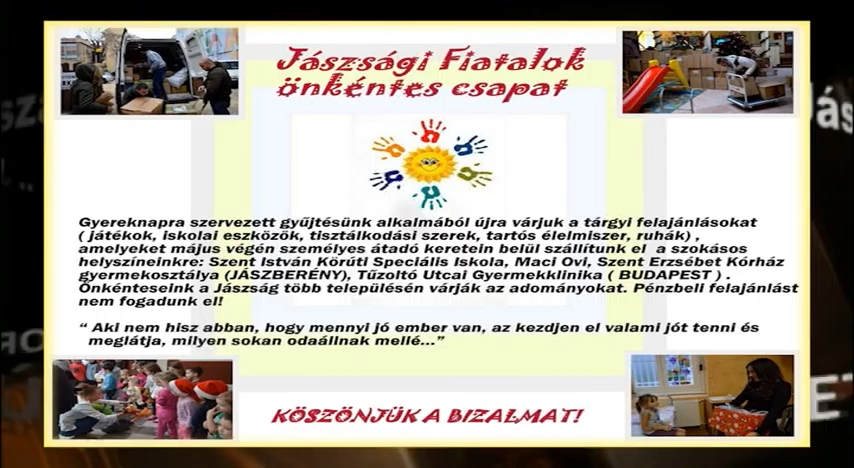 Jászsági Fiatalok
önkéntes csapat
Gyereknapra szervezett gyűjtésünk alkalmából újra várjuk a tárgyi felajánlásokat
( játékok, iskolai eszközök, tisztálkodási szerek, tartós élelmiszer, ruhák) ,
amelyeket május végén személyes átadó keretein belül szállítunk el a szokásos
helyszíneinkre: Szent István Körúti Speciális Iskola, Maci Ovi, Szent Erzsébet Kórház
gyermekosztálya (JÁSZBERÉNY), Tűzoltó Utcai Gyermekklinika ( BUDAPEST ) .
Önkénteseink a Jászság több településén várják az adományokat. Pénzbeli felajánlást
nem fogadunk el!
“ Aki nem hisz abban, hogy mennyi jó ember van, az kezdjen el valami jót tenni és
meglátja, milyen sokan odaállnak mellé...”
KÖSZÖNJÜK A BIZALMAT!